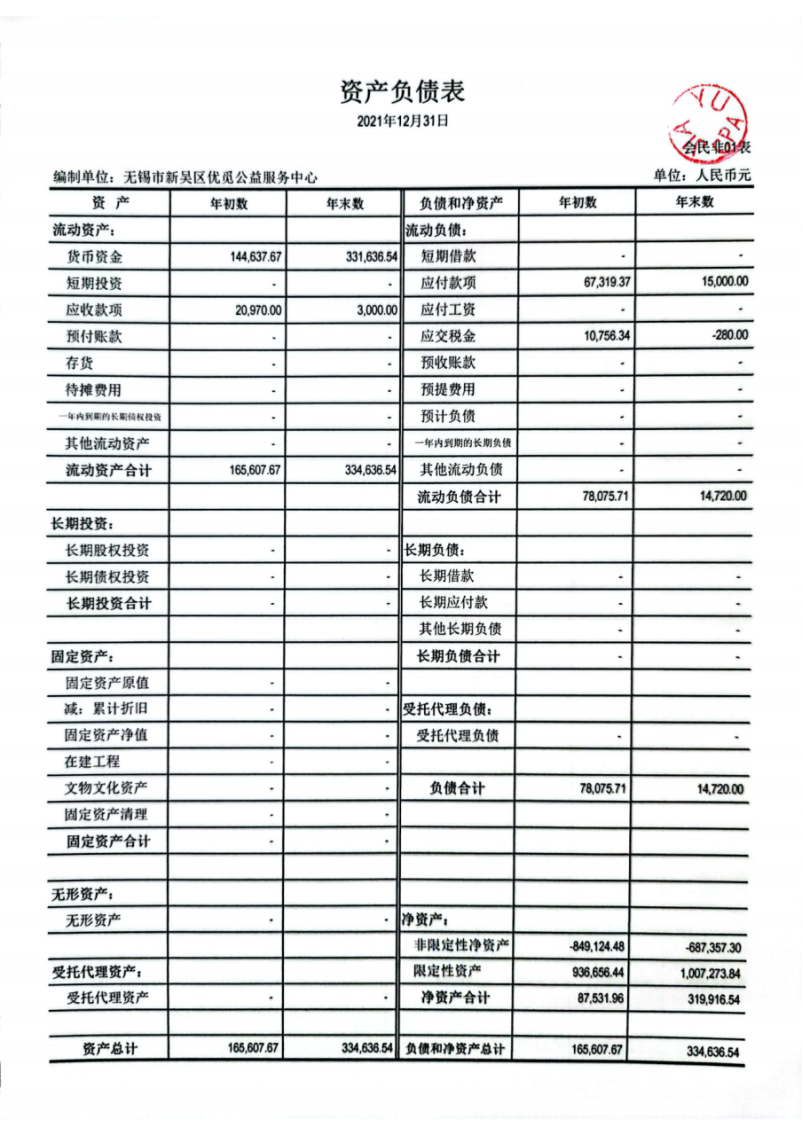 资产负债表
2021年12月31日
会民非01表
编制单位：无锡市新吴区优觅公益服务中心 单位：人民币元
资 产 年初数 年末数 负债和净资产 年初数 年末数
流动资产： 流动负债：
货币资金 144,637.67 331,636.54 短期借款 - -
短期投资 - - 应付款项 67,319.37 15,000.00
应收款项 20,970.00 3,000.00 应付工资 - -
预付账款 - - 应交税金 10,756.34 -280.00
存货 - - 预收账款 - -
待摊费用 - - 预提费用 - -
一年内到期的长期债权投资 - - 预计负债 - -
其他流动资产 - - 一年内到期的长期负债 - -
流动资产合计 165,607.67 334,636.54 其他流动负债 - -
流动负债合计 78,075.71 14,720.00
长期投资：
长期股权投资 - - 长期负债：
长期债权投资 - - 长期借款 - -
长期投资合计 - - 长期应付款 - -
其他长期负债 - -
固定资产： 长期负债合计 - -
固定资产原值 - -
减：累计折旧 - - 受托代理负债：
固定资产净值 - - 受托代理负债 - -
在建工程 - -
文物文化资产 - - 负债合计 78,075.71 14,720.00
固定资产清理 - -
固定资产合计 - -
无形资产：
无形资产 - - 净资产：
非限定性净资产 -849,124.48 -687,357.30
受托代理资产： 限定性资产 936,656.44 1,007,273.84
受托代理资产 - - 净资产合计 87,531.96 319,916.54
资产总计 165,607.67 334,636.54 负债和净资产总计 165,607.67 334,636.54